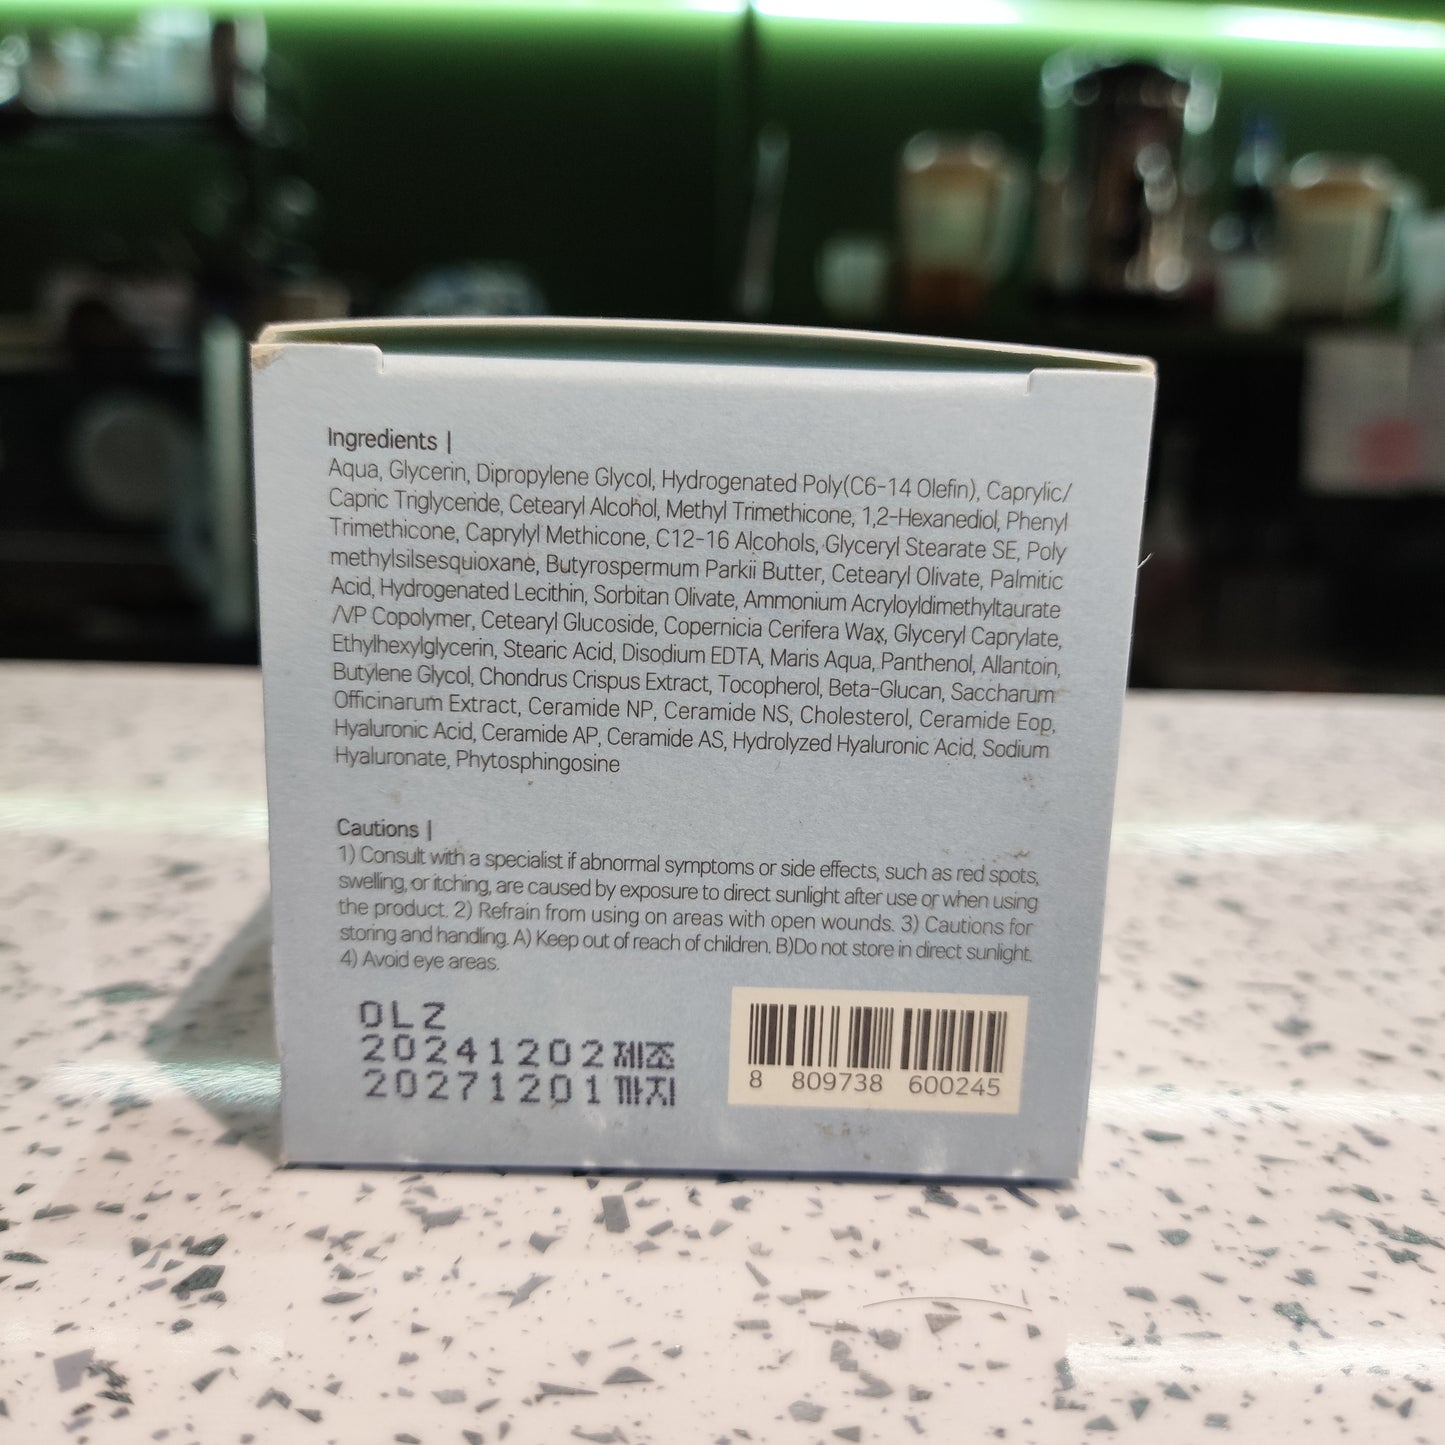 Ingredients |
Aqua, Glycerin, Dipropylene Glycol, Hydrogenated Poly(C6-14 Olefin), Caprylic/
Capric Triglyceride, Cetearyl Alcohol, Methyl Trimethicone, 1,2-Hexanediol, Phenyl
Trimethicone, Caprylyl Methicone, C12-16 Alcohols, Glyceryl Stearate SE, Poly
methylsilsesquioxane, Butyrospermum Parkii Butter, Cetearyl Olivate, Palmitic
Acid, Hydrogenated Lecithin, Sorbitan Olivate, Ammonium Acryloyldimethyltaurate
/VP Copolymer, Cetearyl Glucoside, Copernicia Cerifera Wax, Glyceryl Caprylate,
Ethylhexylglycerin, Stearic Acid, Disodium EDTA, Maris Aqua, Panthenol, Allantoin,
Butylene Glycol, Chondrus Crispus Extract, Tocopherol, Beta-Glucan, Saccharum
Officinarum Extract, Ceramide NP, Ceramide NS, Cholesterol, Ceramide Eop,
Hyaluronic Acid, Ceramide AP, Ceramide AS, Hydrolyzed Hyaluronic Acid, Sodium
Hyaluronate, Phytosphingosine
Cautions |
1) Consult with a specialist if abnormal symptoms or side effects, such as red spots,
swelling, or itching, are caused by exposure to direct sunlight after use or when using
the product. 2) Refrain from using on areas with open wounds. 3) Cautions for
storing and handling. A) Keep out of reach of children. B)Do not store in direct sunlight.
4) Avoid eye areas.
OLZ
20241202제조
20271201까지
8 809738 600245